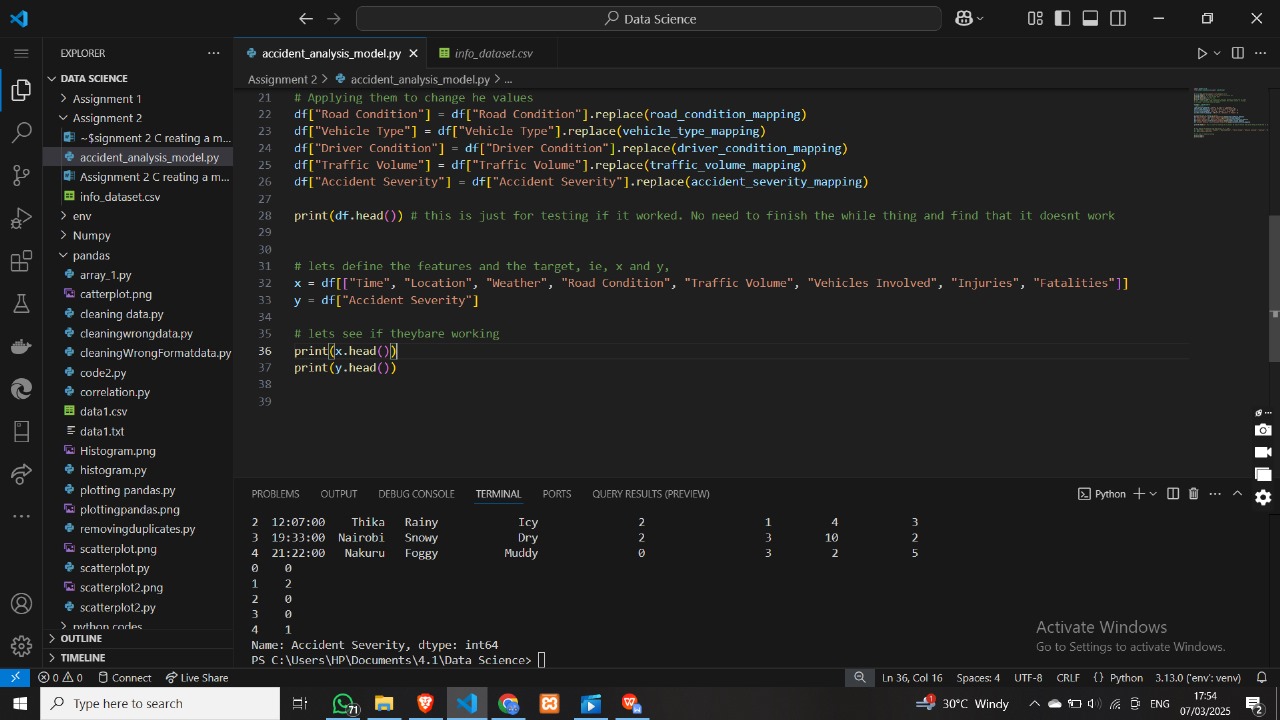 Data Science
EXPLORER
DATA SCIENCE
Assignment 1
Assignment 2
~$signment 2 C reating a m...
accident_analysis_model.py
Assignment 2 C reating a m...
info_dataset.csv
env
Numpy
pandas
array_1.py
catterplot.png
cleaning data.py
cleaningwrongdata.py
cleaningWrongFormatdata.py
code2.py
correlation.py
data1.csv
data1.txt
Histogram.png
histogram.py
plotting pandas.py
plottingpandas.png
removingduplicates.py
scatterplot.png
scatterplot.py
scatterplot2.png
scatterplot2.py
python codes
OUTLINE
TIMELINE
accident_analysis_model.py
info_dataset.csv
Assignment 2 > accident_analysis_model.py > ...
21 # Applying them to change he values
22 df["Road Condition"] = df["Road Condition"].replace(road_condition_mapping)
23 df["Vehicle Type"] = df["Vehicle Type"].replace(vehicle_type_mapping)
24 df["Driver Condition"] = df["Driver Condition"].replace(driver_condition_mapping)
25 df["Traffic Volume"] = df["Traffic Volume"].replace(traffic_volume_mapping)
26 df["Accident Severity"] = df["Accident Severity"].replace(accident_severity_mapping)
27
28 print(df.head()) # this is just for testing if it worked. No need to finish the while thing and find that it doesnt work
29
30
31 # lets define the features and the target, ie, x and y,
32 x = df[["Time", "Location", "Weather", "Road Condition", "Traffic Volume", "Vehicles Involved", "Injuries", "Fatalities"]]
33 y = df["Accident Severity"]
34
35 # lets see if theybare working
36 print(x.head())
37 print(y.head())
38
39
PROBLEMS OUTPUT DEBUG CONSOLE TERMINAL PORTS QUERY RESULTS (PREVIEW)
Python
2 12:07:00 Thika Rainy Icy 2 1 4 3
3 19:33:00 Nairobi Snowy Dry 2 3 10 2
4 21:22:00 Nakuru Foggy Muddy 0 3 2 5
0 0
1 2
2 0
3 0
4 1
Name: Accident Severity, dtype: int64
PS C:\Users\HP\Documents\4.1\Data Science>
Activate Windows
Go to Settings to activate Windows.
0 0 Connect Live Share
Ln 36, Col 16 Spaces: 4 UTF-8 CRLF {} Python 3.13.0 ('env': venv)
Type here to search
71
1
30°C Windy
ENG
17:54
07/03/2025
2